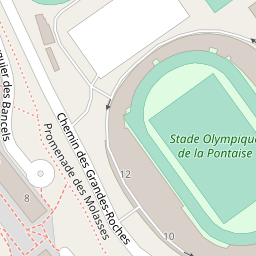 Chemin des Grandes-Roches
Promenade des Molasses
des Bancels
Stade Olympique
de la Pontaise
8
12
10